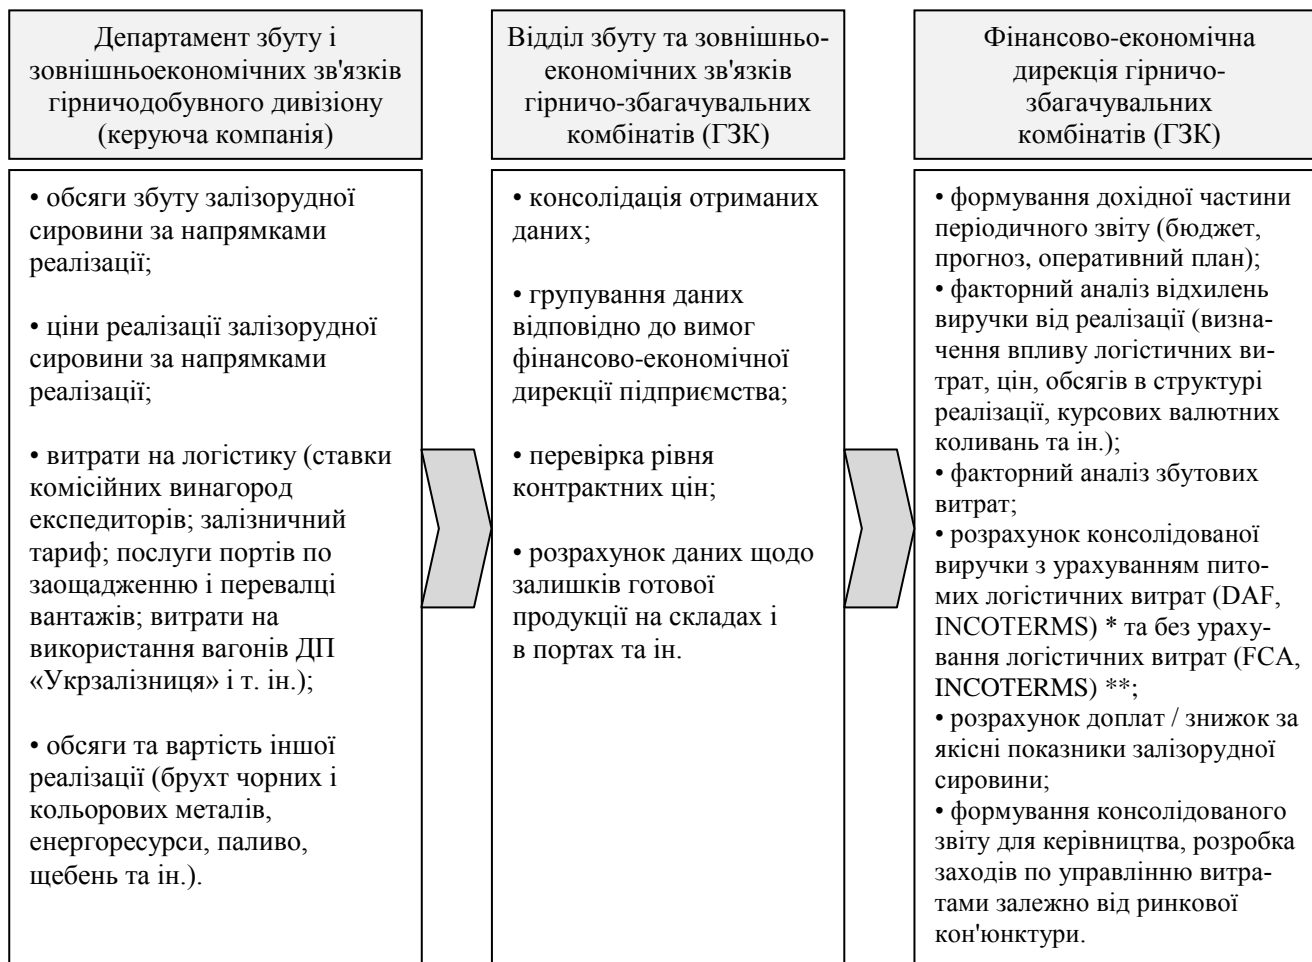 Департамент збуту і
зовнішньоекономічних зв'язків
гірничодобувного дивізіону
(керуюча компанія)
• обсяги збуту залізорудної
сировини за напрямками
реалізації;
• ціни реалізації залізорудної
сировини за напрямками
реалізації;
• витрати на логістику (ставки
комісійних винагород
експедиторів; залізничний
тариф; послуги портів по
заощадженню і перевалці
вантажів; витрати на
використання вагонів ДП
«Укрзалізниця» і т. ін.);
• обсяги та вартість іншої
реалізації (брухт чорних і
кольорових металів,
енергоресурси, паливо,
щебень та ін.).
Відділ збуту та зовнішньо-
економічних зв'язків
гірничо-збагачувальних
комбінатів (ГЗК)
• консолідація отриманих
даних;
• групування даних
відповідно до вимог
фінансово-економічної
дирекції підприємства;
• перевірка рівня
контрактних цін;
• розрахунок даних щодо
залишків готової
продукції на складах і
в портах та ін.
Фінансово-економічна
дирекція гірничо-
збагачувальних
комбінатів (ГЗК)
• формування дохідної частини
періодичного звіту (бюджет,
прогноз, оперативний план);
• факторний аналіз відхилень
виручки від реалізації (визна-
чення впливу логістичних ви-
трат, цін, обсягів в структурі
реалізації, курсових валютних
коливань та ін.);
• факторний аналіз збутових
витрат;
• розрахунок консолідованої
виручки з урахуванням пито-
мих логістичних витрат (DAF,
INCOTERMS) * та без ураху-
вання логістичних витрат (FCA,
INCOTERMS) **;
• розрахунок доплат / знижок за
якісні показники залізорудної
сировини;
• формування консолідованого
звіту для керівництва, розробка
заходів по управлінню витра-
тами залежно від ринкової
кон'юнктури.